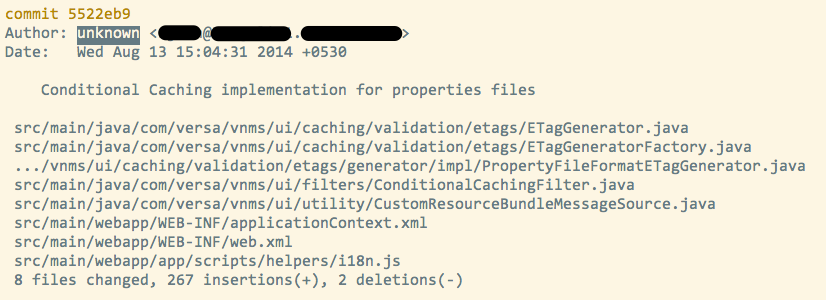 commit 5522eb9
Author: unknown < @ . >
Date:   Wed Aug 13 15:04:31 2014 +0530
Conditional Caching implementation for properties files
src/main/java/com/versa/vnms/ui/caching/validation/etags/ETagGenerator.java
src/main/java/com/versa/vnms/ui/caching/validation/etags/ETagGeneratorFactory.java
.../vnms/ui/caching/validation/etags/generator/impl/PropertyFileFormatETagGenerator.java
src/main/java/com/versa/vnms/ui/filters/ConditionalCachingFilter.java
src/main/java/com/versa/vnms/ui/utility/CustomResourceBundleMessageSource.java
src/main/webapp/WEB-INF/applicationContext.xml
src/main/webapp/WEB-INF/web.xml
src/main/webapp/app/scripts/helpers/i18n.js
8 files changed, 267 insertions(+), 2 deletions(-)